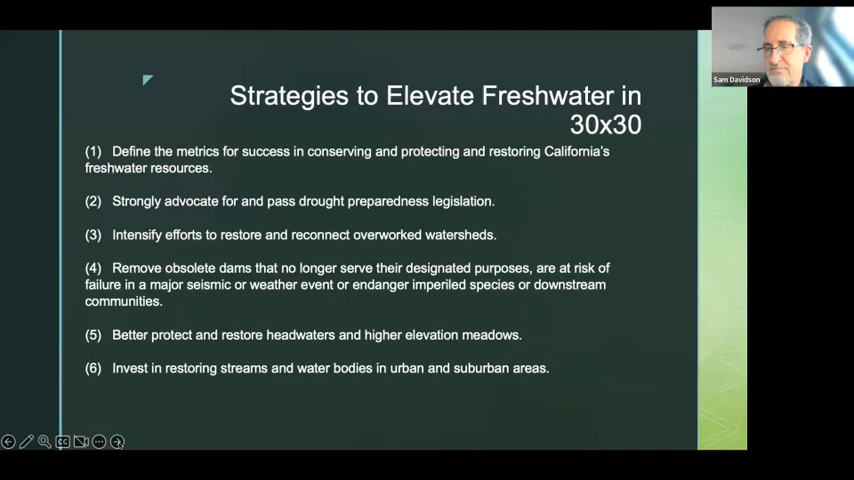 Strategies to Elevate Freshwater in
30x30
(1) Define the metrics for success in conserving and protecting and restoring California's
freshwater resources.
(2) Strongly advocate for and pass drought preparedness legislation.
(3) Intensify efforts to restore and reconnect overworked watersheds.
(4) Remove obsolete dams that no longer serve their designated purposes, are at risk of
failure in a major seismic or weather event or endanger imperiled species or downstream
communities.
(5) Better protect and restore headwaters and higher elevation meadows.
(6) Invest in restoring streams and water bodies in urban and suburban areas.
Sam Davidson
CC